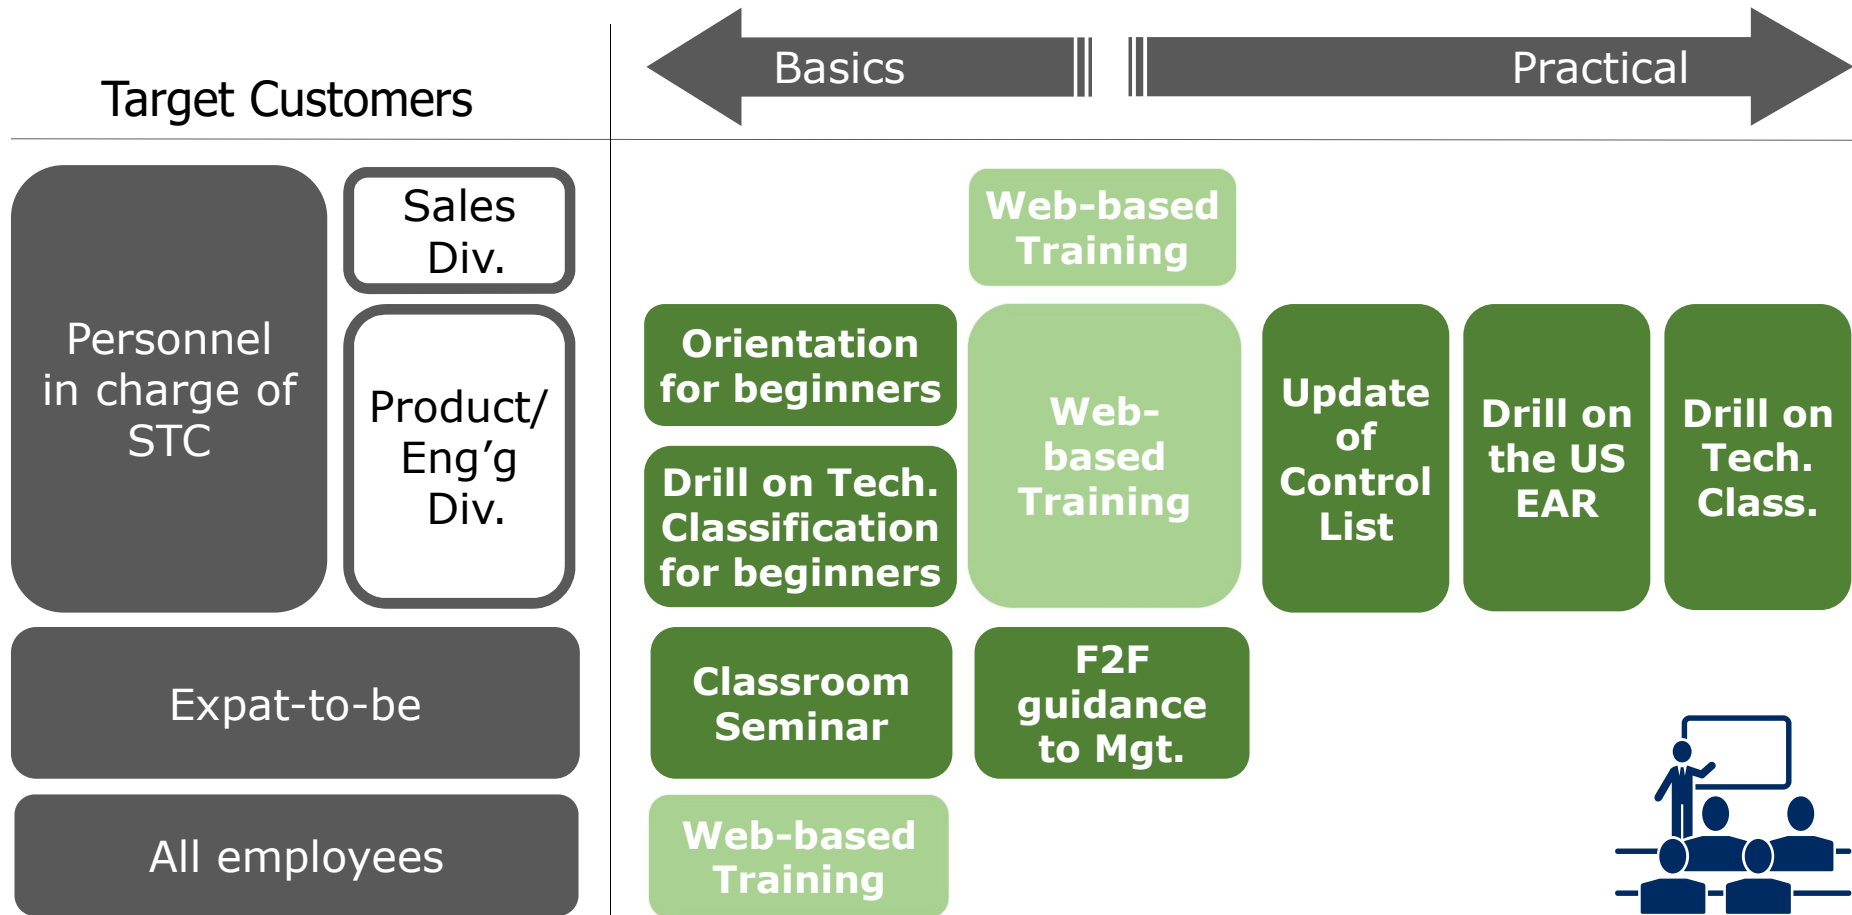 Target Customers
Basics
Practical
Personnel
in charge of
STC
Sales
Div.
Web-based
Training
Product/
Eng’g
Div.
Orientation
for beginners
Drill on Tech.
Classification
for beginners
Web-
based
Training
Update
of
Control
List
Drill on
the US
EAR
Drill on
Tech.
Class.
Expat-to-be
Classroom
Seminar
F2F
guidance
to Mgt.
All employees
Web-based
Training